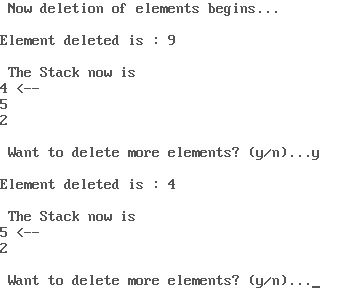 Now deletion of elements begins...
Element deleted is : 9
The Stack now is
4 <--
5
2
Want to delete more elements? (y/n)...y
Element deleted is : 4
The Stack now is
5 <--
2
Want to delete more elements? (y/n)..._